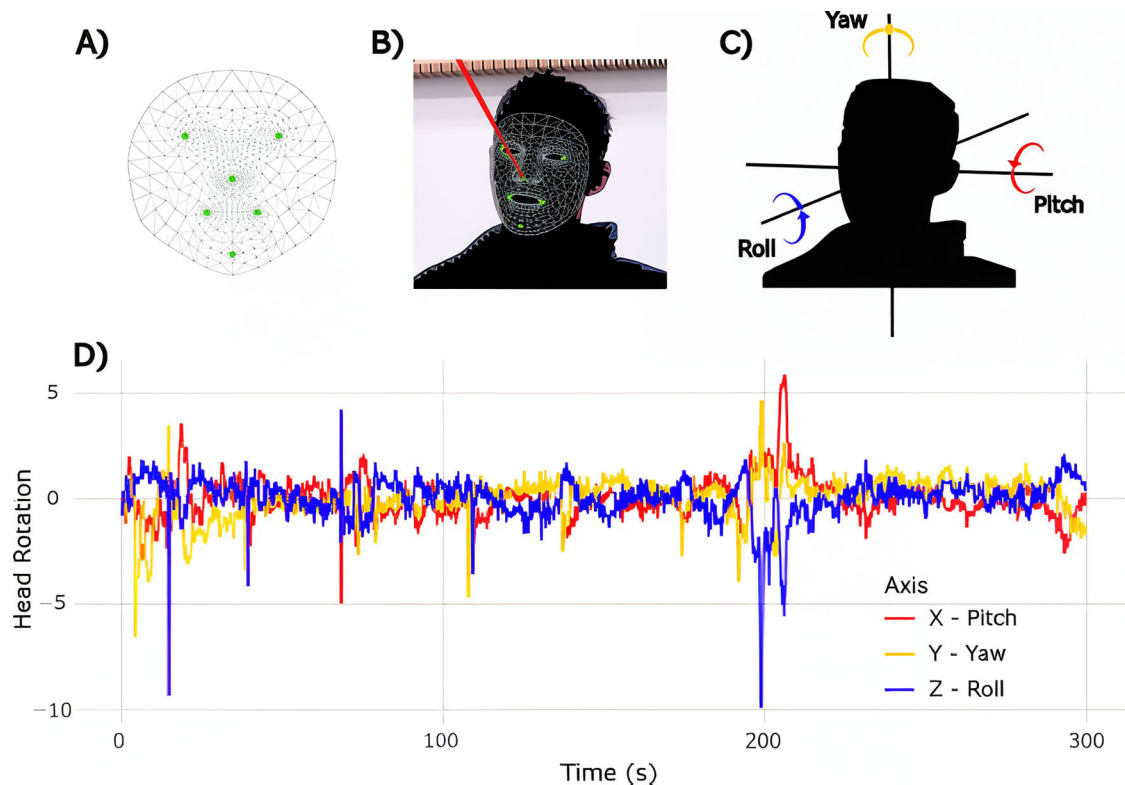 A)
B)
C)
Yaw
Pitch
Roll
D)
5
0
−5
−10
Head Rotation
Axis
X - Pitch
Y - Yaw
Z - Roll
0
100
200
300
Time (s)